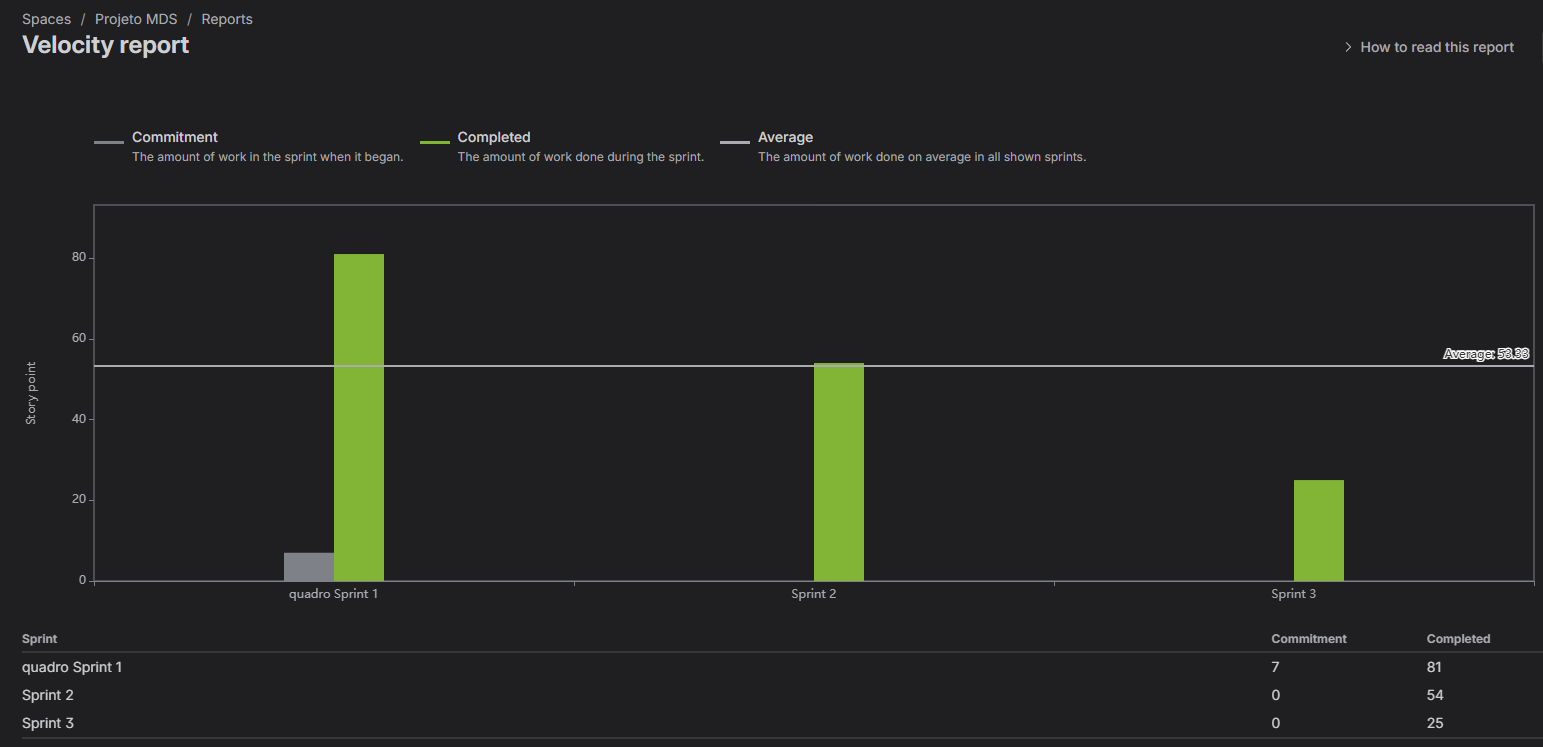 Spaces / Projeto MDS / Reports
Velocity report
How to read this report
Commitment
The amount of work in the sprint when it began.
Completed
The amount of work done during the sprint.
Average
The amount of work done on average in all shown sprints.
80
60
40
20
0
Story point
Average: 53.33
quadro Sprint 1
Sprint 2
Sprint 3
Sprint Commitment Completed
quadro Sprint 1 7 81
Sprint 2 0 54
Sprint 3 0 25